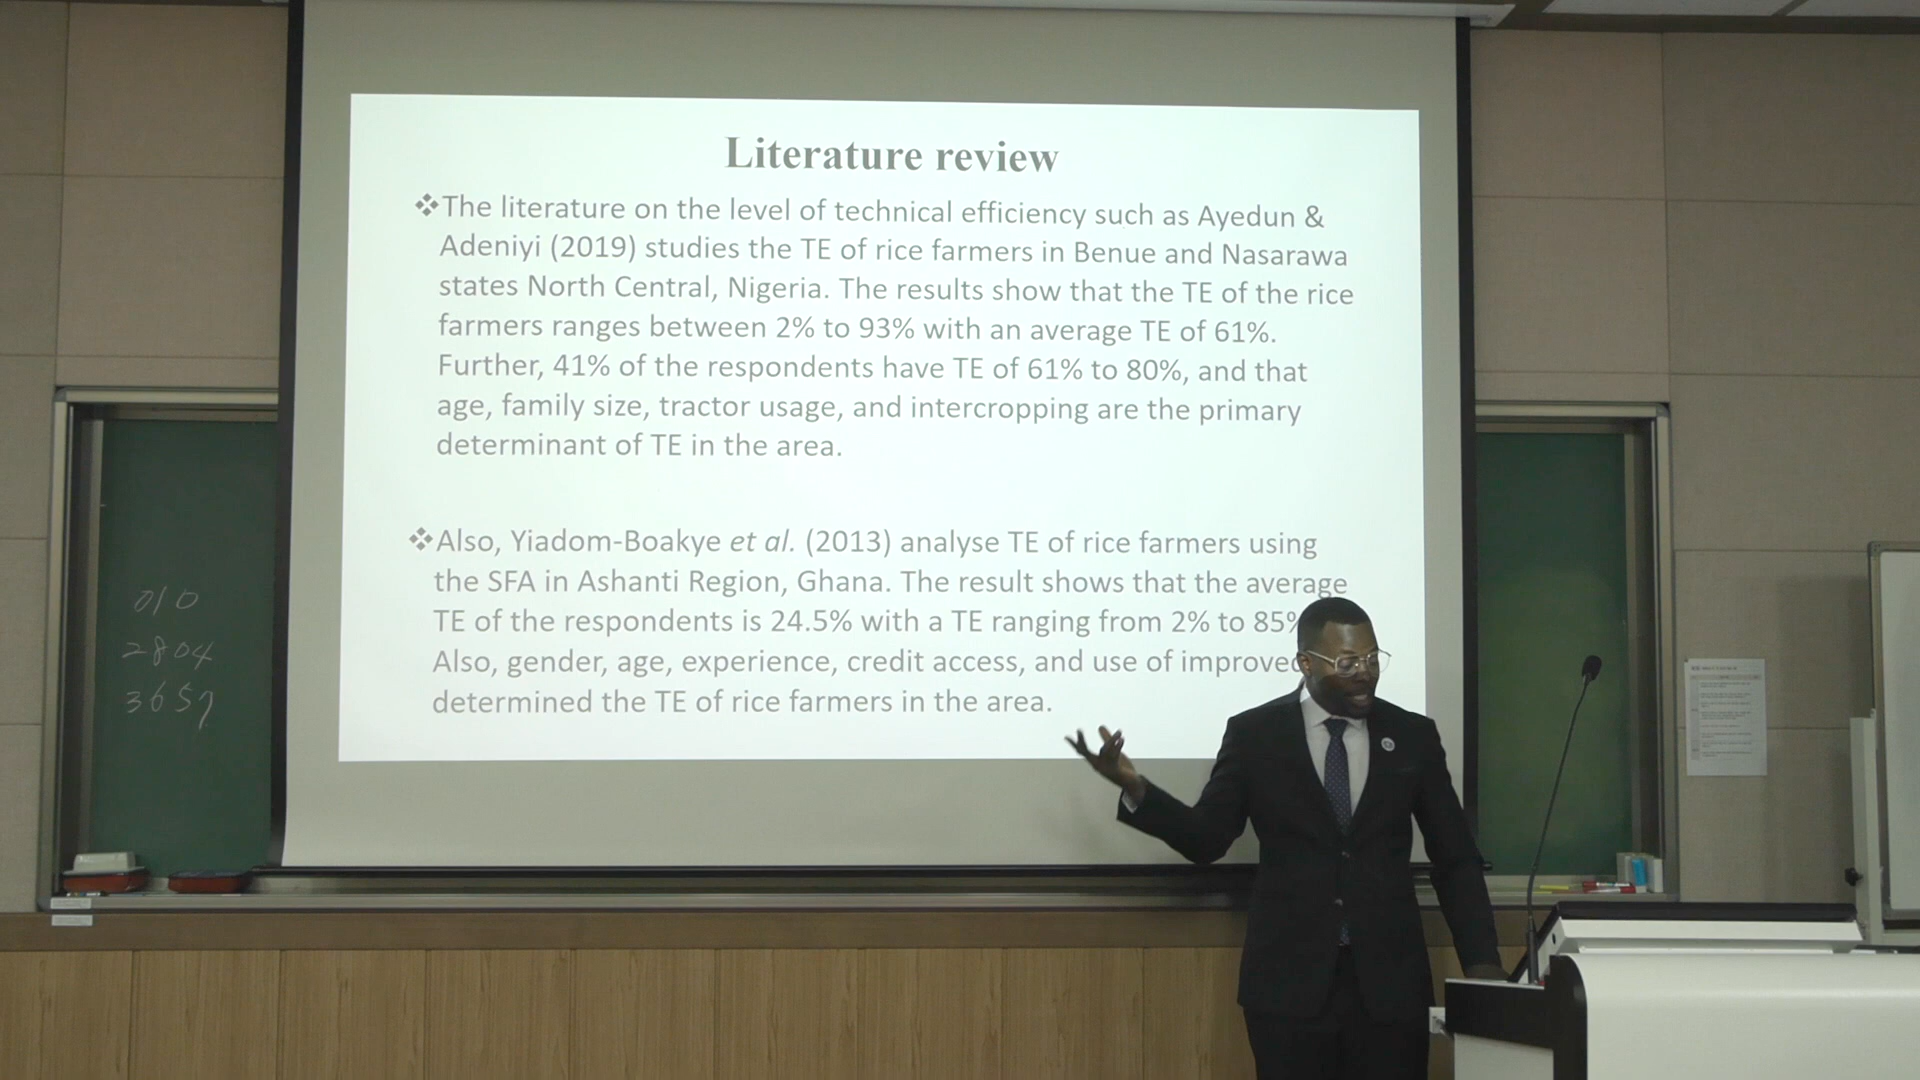 Literature review
❖The literature on the level of technical efficiency such as Ayedun &
Adeniyi (2019) studies the TE of rice farmers in Benue and Nasarawa
states North Central, Nigeria. The results show that the TE of the rice
farmers ranges between 2% to 93% with an average TE of 61%.
Further, 41% of the respondents have TE of 61% to 80%, and that
age, family size, tractor usage, and intercropping are the primary
determinant of TE in the area.
❖Also, Yiadom-Boakye et al. (2013) analyse TE of rice farmers using
the SFA in Ashanti Region, Ghana. The result shows that the average
TE of the respondents is 24.5% with a TE ranging from 2% to 85%
Also, gender, age, experience, credit access, and use of improved
determined the TE of rice farmers in the area.
010
2804
3657